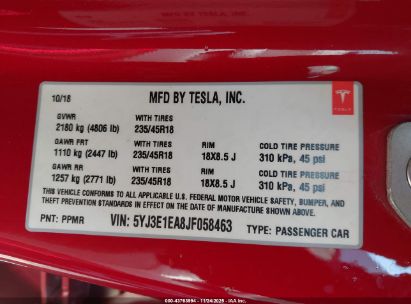 10/18 MFD BY TESLA, INC.
GVWR WITH TIRES
2180 kg (4806 lb) 235/45R18
GAWR FRT WITH TIRES RIM COLD TIRE PRESSURE
1110 kg (2447 lb) 235/45R18 18X8.5 J 310 kPa, 45 psi
GAWR RR WITH TIRES RIM COLD TIRE PRESSURE
1257 kg (2771 lb) 235/45R18 18X8.5 J 310 kPa, 45 psi
THIS VEHICLE CONFORMS TO ALL APPLICABLE U.S. FEDERAL MOTOR VEHICLE SAFETY, BUMPER, AND
THEFT PREVENTION STANDARDS IN EFFECT ON THE DATE OF MANUFACTURE SHOWN ABOVE.
PNT: PPMR VIN: 5YJ3E1EA8JF058463 TYPE: PASSENGER CAR
TESLA